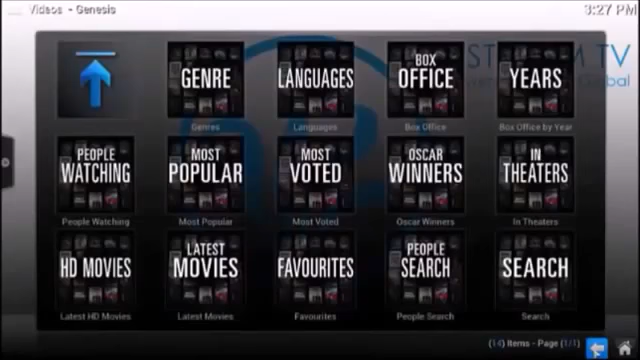 Videos - Genesis
3:27 PM
GENRE
LANGUAGES
BOX
OFFICE
YEARS
Genres
Languages
Box Office
Box Office by Year
PEOPLE
WATCHING
MOST
POPULAR
MOST
VOTED
OSCAR
WINNERS
IN
THEATERS
People Watching
Most Popular
Most Voted
Oscar Winners
In Theaters
HD MOVIES
LATEST
MOVIES
FAVOURITES
PEOPLE
SEARCH
SEARCH
Latest HD Movies
Latest Movies
Favourites
People Search
Search
(14) Items - Page (1/1)